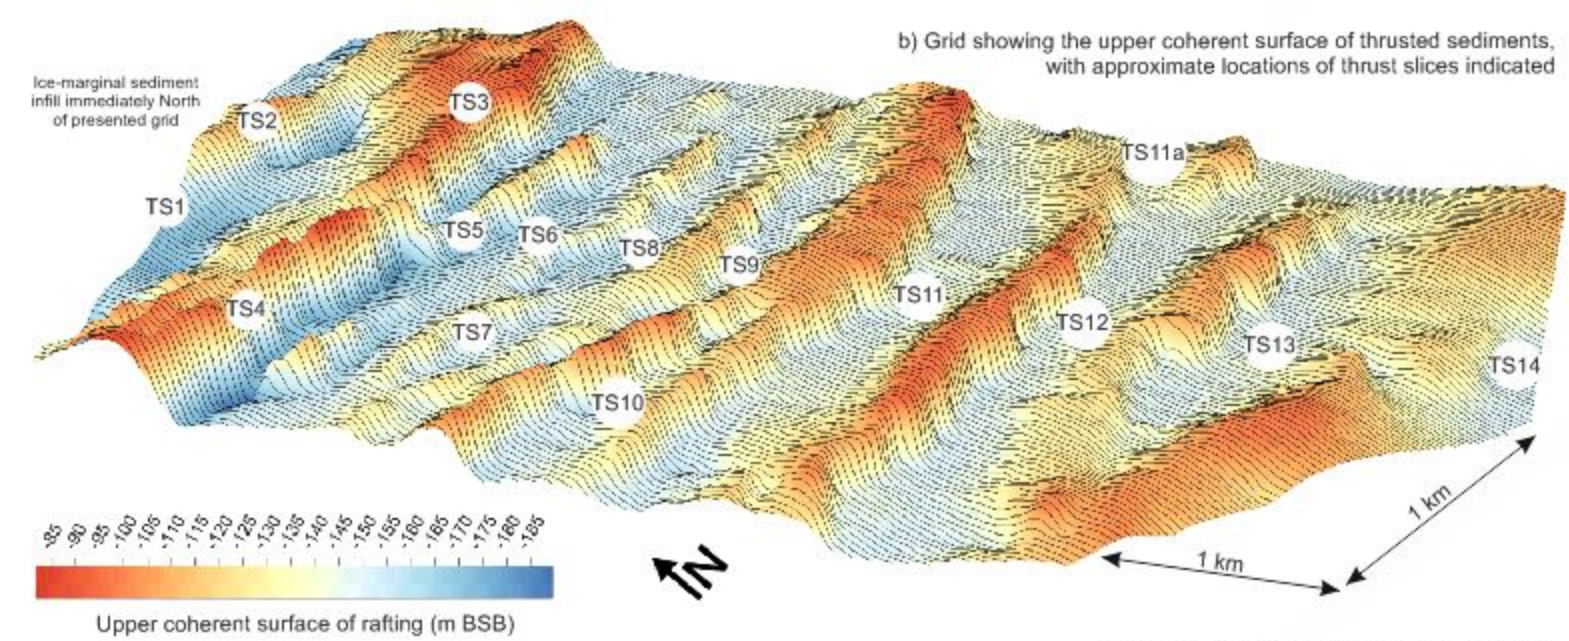 b) Grid showing the upper coherent surface of thrusted sediments,
with approximate locations of thrust slices indicated
Ice-marginal sediment
infill immediately North
of presented grid
TS1
TS2
TS3
TS4
TS5
TS6
TS7
TS8
TS9
TS10
TS11
TS11a
TS12
TS13
TS14
1 km
1 km
N
-85 -90 -95 -100 -105 -110 -115 -120 -125 -130 -135 -140 -145 -150 -155 -160 -165 -170 -175 -180 -185
Upper coherent surface of rafting (m BSB)